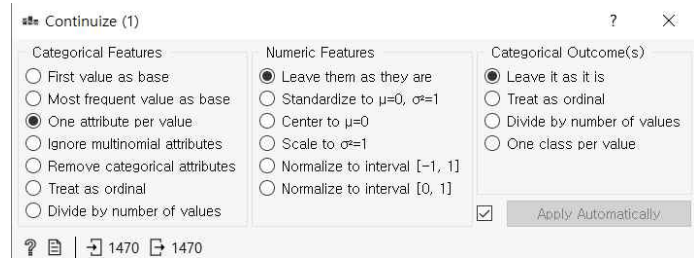 Continuize (1)
? ×
Categorical Features
First value as base
Most frequent value as base
One attribute per value
Ignore multinomial attributes
Remove categorical attributes
Treat as ordinal
Divide by number of values
Numeric Features
Leave them as they are
Standardize to μ=0, σ²=1
Center to μ=0
Scale to σ²=1
Normalize to interval [-1, 1]
Normalize to interval [0, 1]
Categorical Outcome(s)
Leave it as it is
Treat as ordinal
Divide by number of values
One class per value
Apply Automatically
? 1470 1470